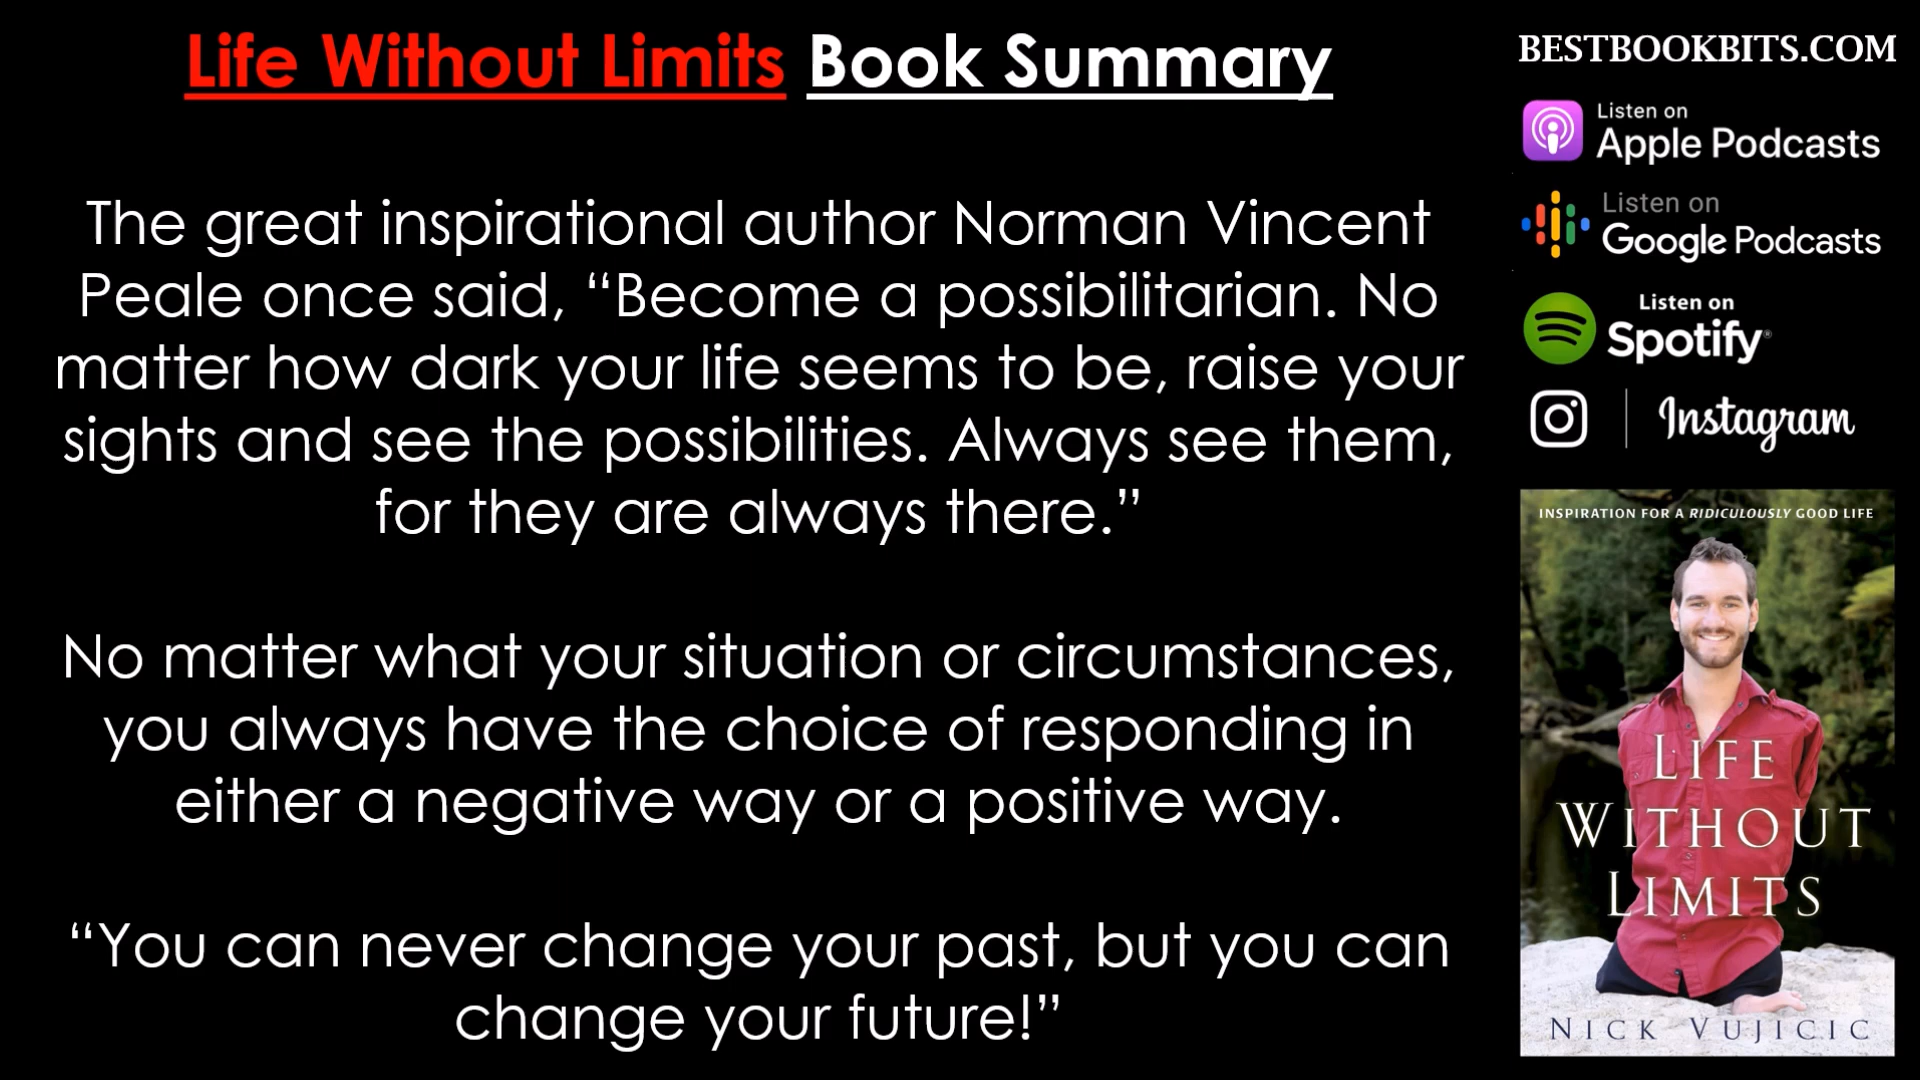 Life Without Limits Book Summary
The great inspirational author Norman Vincent
Peale once said, “Become a possibilitarian. No
matter how dark your life seems to be, raise your
sights and see the possibilities. Always see them,
for they are always there.”
No matter what your situation or circumstances,
you always have the choice of responding in
either a negative way or a positive way.
“You can never change your past, but you can
change your future!”
BESTBOOKBITS.COM
Listen on
Apple Podcasts
Listen on
Google Podcasts
Listen on
Spotify®
Instagram
INSPIRATION FOR A RIDICULOUSLY GOOD LIFE
LIFE
WITHOUT
LIMITS
NICK VUJICIC